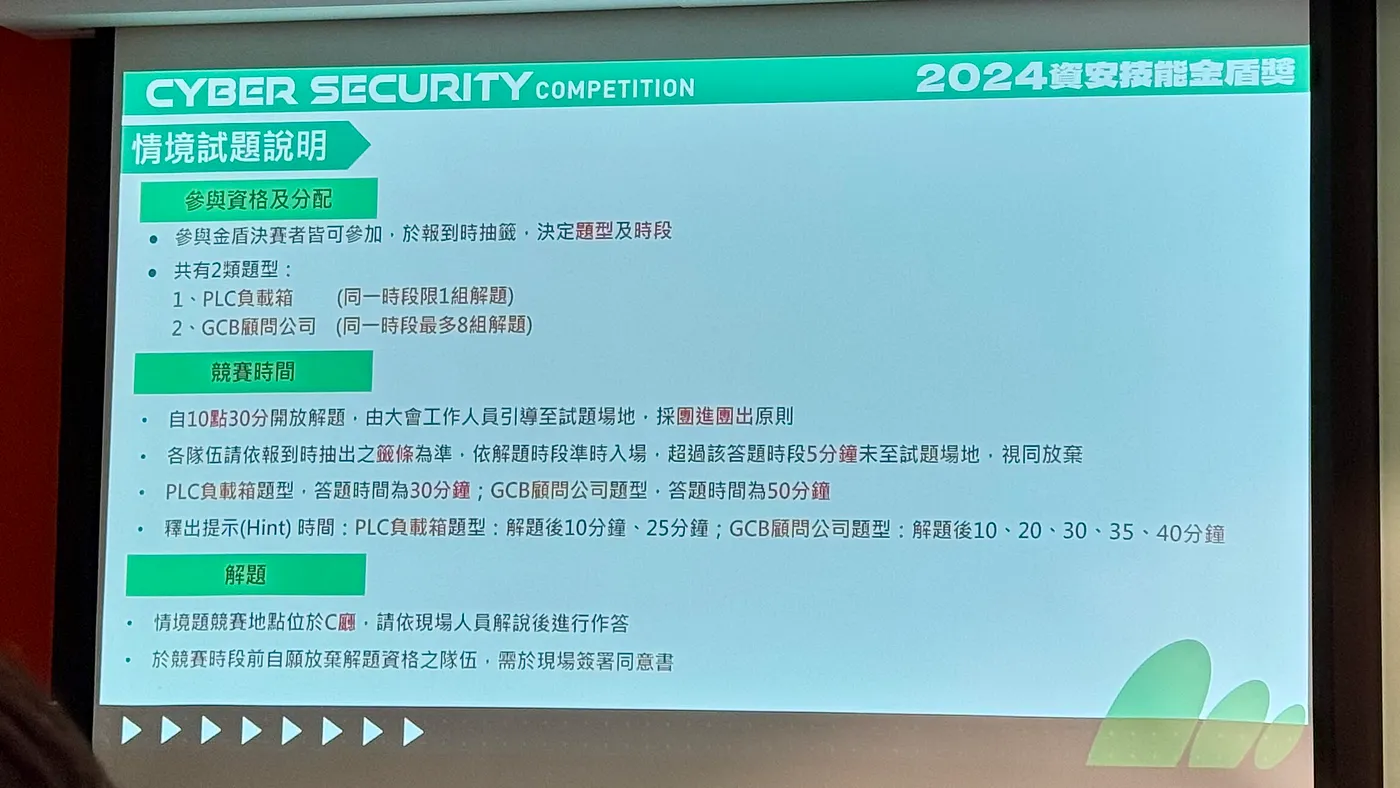 CYBER SECURITY COMPETITION
2024資安技能金盾獎
情境試題說明
參與資格及分配
• 參與金盾決賽者皆可參加，於報到時抽籤，決定題型及時段
• 共有2類題型：
1、PLC負載箱 (同一時段限1組解題)
2、GCB顧問公司 (同一時段最多8組解題)
競賽時間
• 自10點30分開放解題，由大會工作人員引導至試題場地，採團進團出原則
• 各隊伍請依報到時抽出之籤條為準，依解題時段準時入場，超過該答題時段5分鐘未至試題場地，視同放棄
• PLC負載箱題型，答題時間為30分鐘；GCB顧問公司題型，答題時間為50分鐘
• 釋出提示(Hint) 時間：PLC負載箱題型：解題後10分鐘、25分鐘；GCB顧問公司題型：解題後10、20、30、35、40分鐘
解題
• 情境題競賽地點位於C廳，請依現場人員解說後進行作答
• 於競賽時段前自願放棄解題資格之隊伍，需於現場簽署同意書